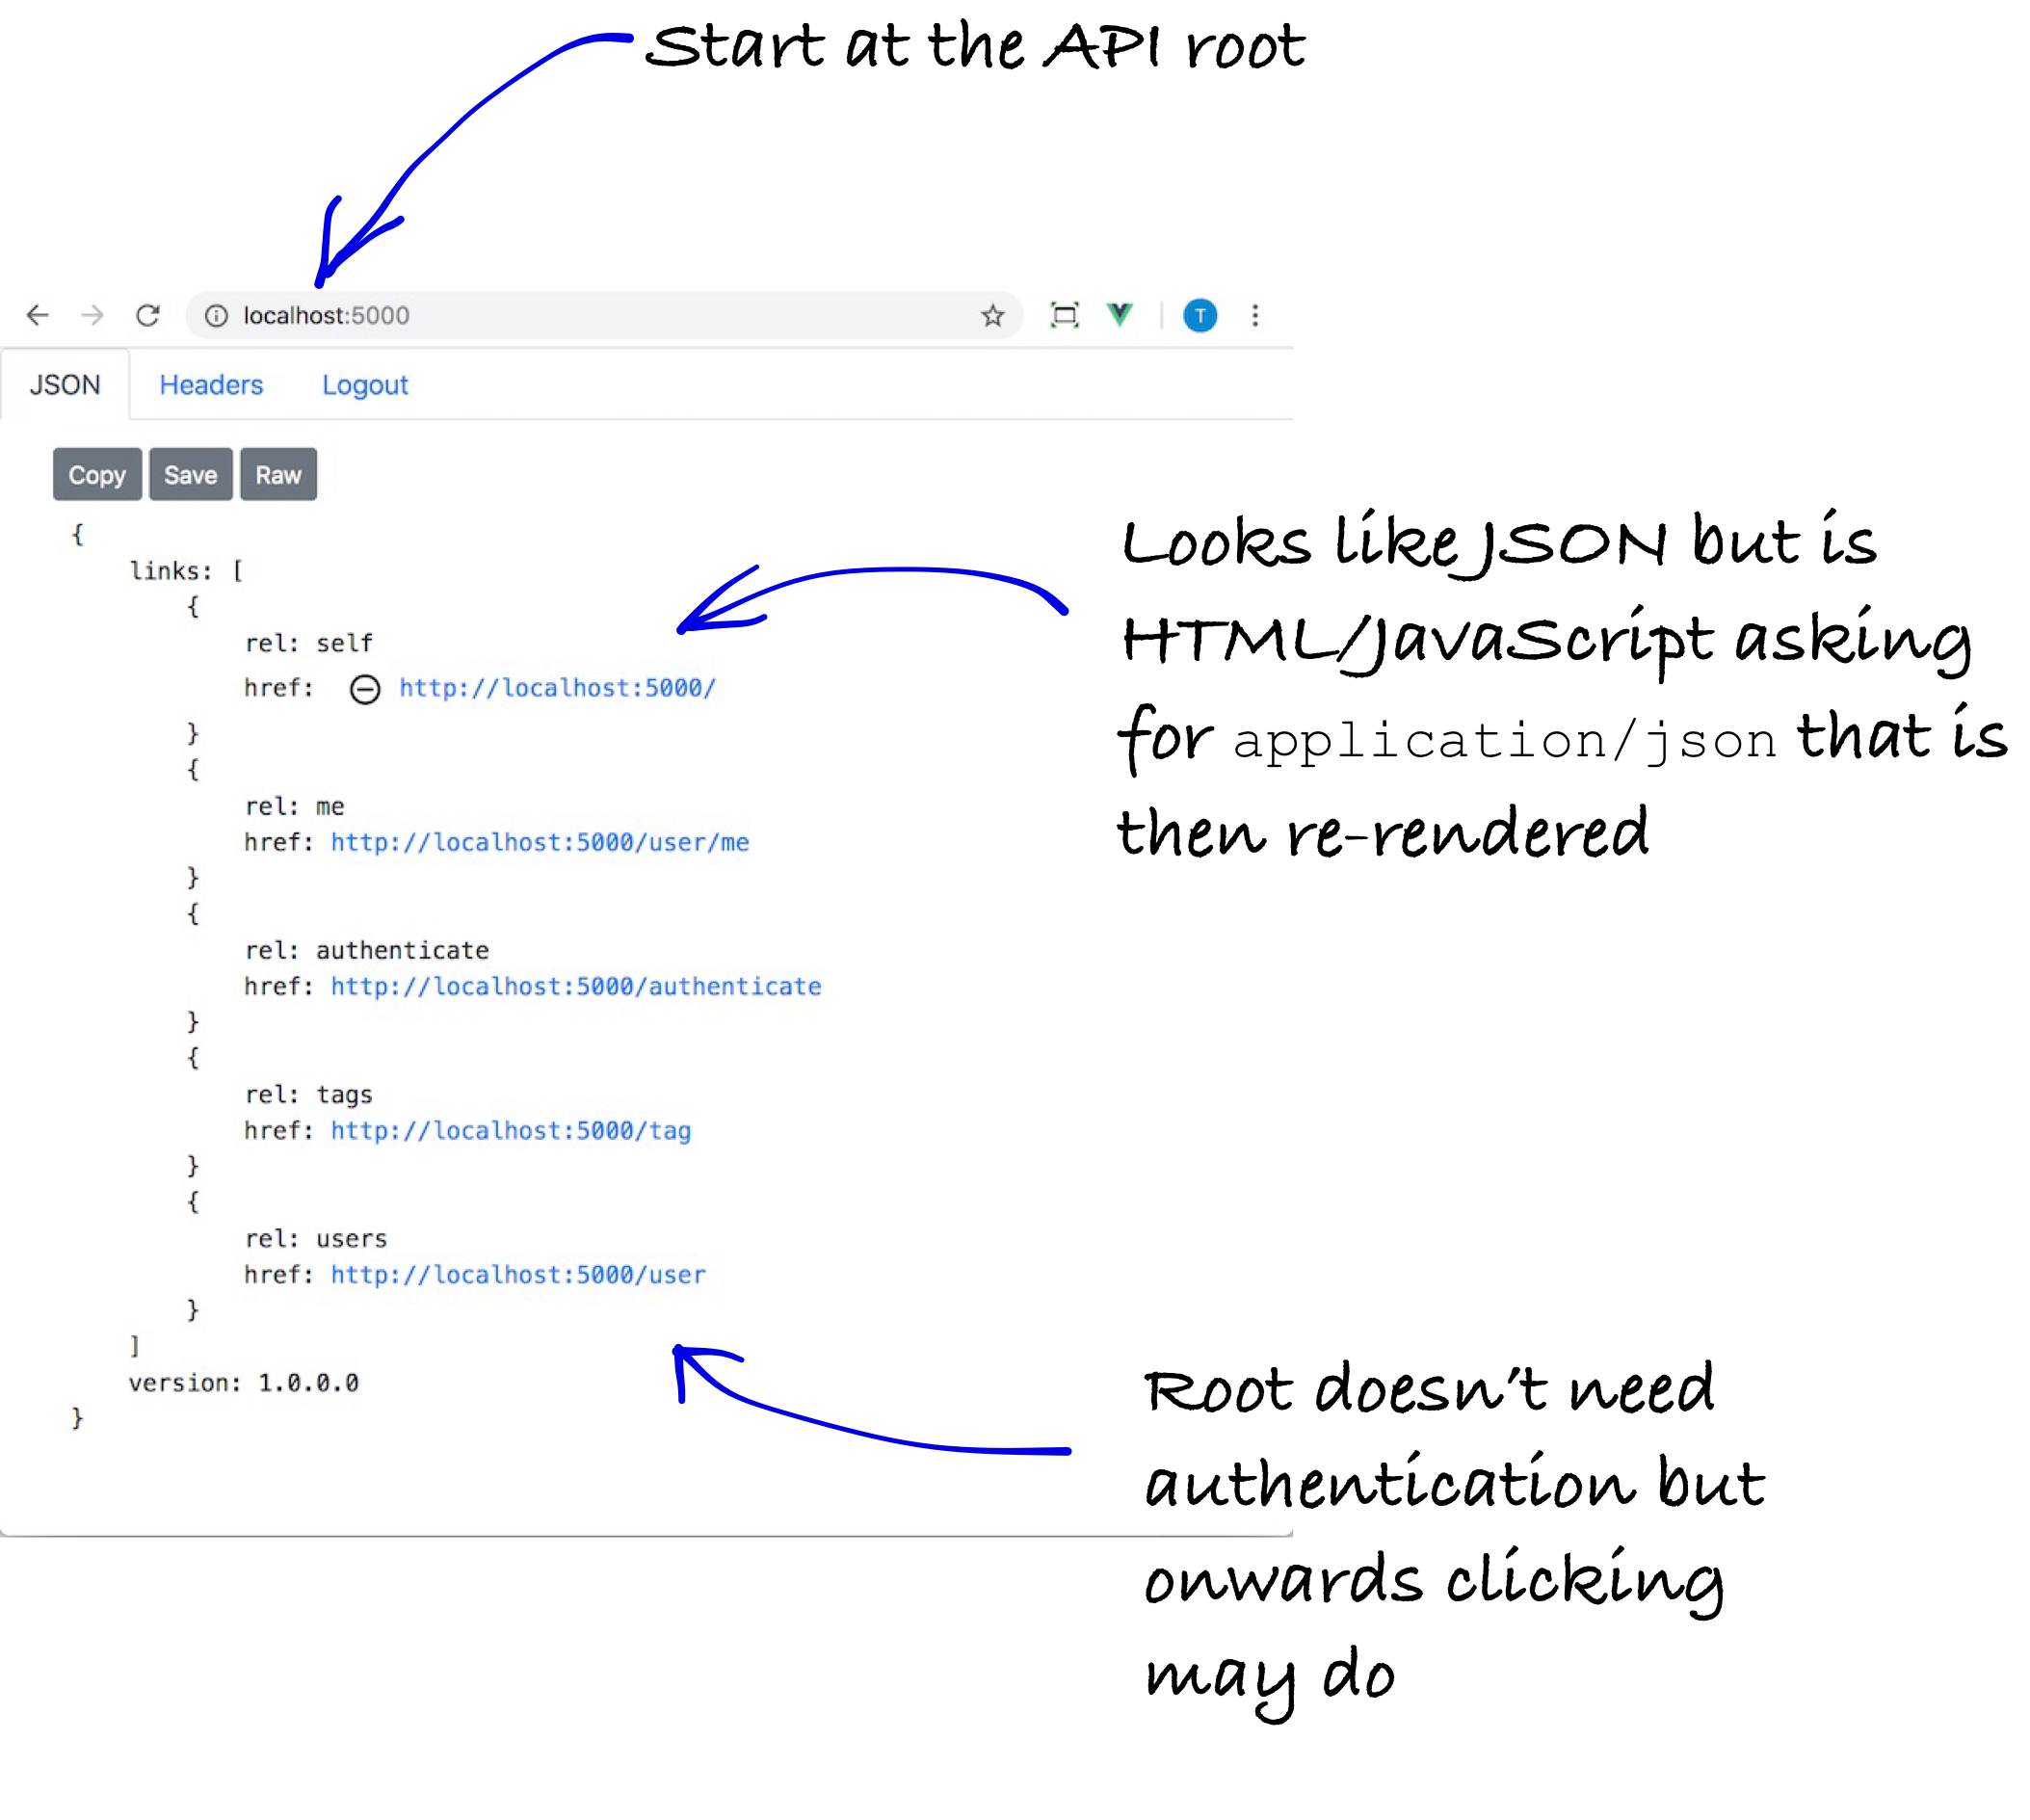 Start at the API root
localhost:5000
T
JSON Headers Logout
Copy Save Raw
{
links: [
{
rel: self
href: http://localhost:5000/
}
{
rel: me
href: http://localhost:5000/user/me
}
{
rel: authenticate
href: http://localhost:5000/authenticate
}
{
rel: tags
href: http://localhost:5000/tag
}
{
rel: users
href: http://localhost:5000/user
}
]
version: 1.0.0.0
}
Looks like JSON but is
HTML/JavaScript asking
for application/json that is
then re-rendered
Root doesn't need
authentication but
onwards clicking
may do